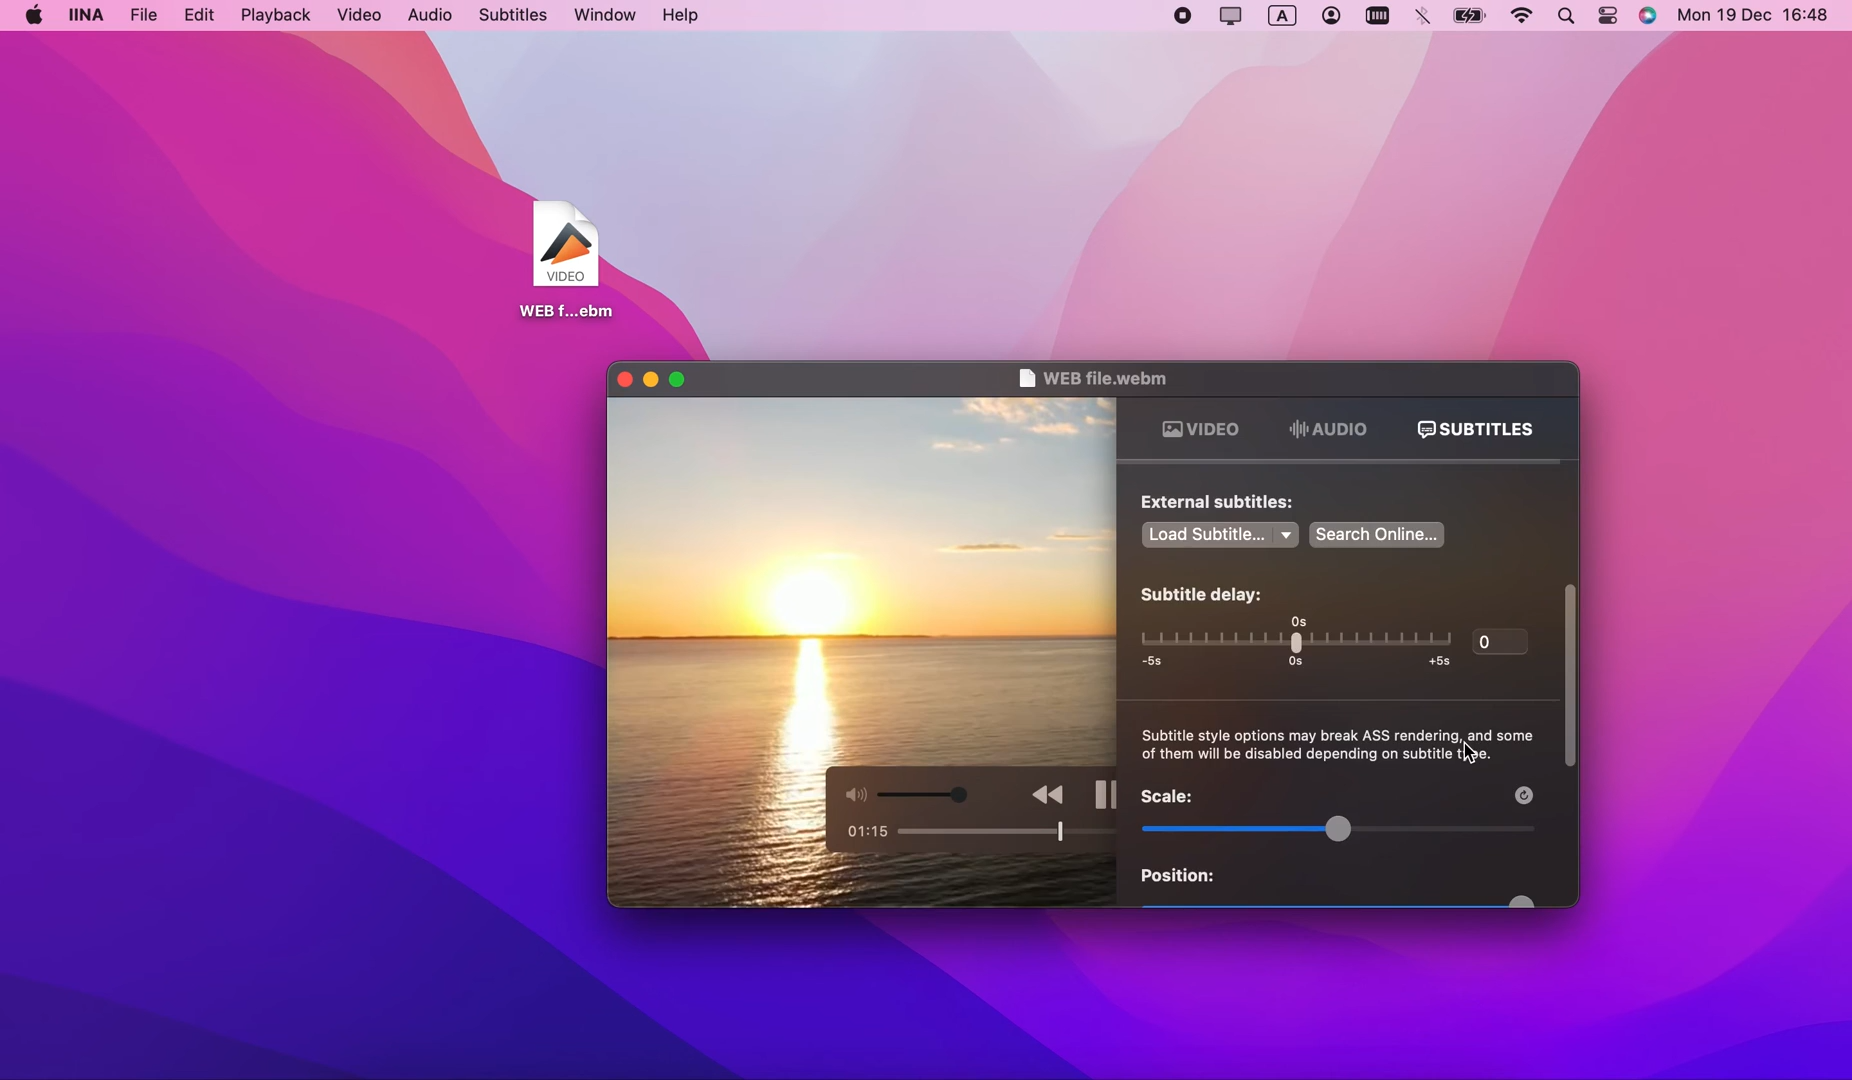 IINA File Edit Playback Video Audio Subtitles Window Help A Mon 19 Dec 16:48
VIDEO
WEB f...ebm
WEB file.webm
VIDEO AUDIO SUBTITLES
External subtitles:
Load Subtitle... Search Online...
Subtitle delay:
0s
0
-5s 0s +5s
Subtitle style options may break ASS rendering, and some
of them will be disabled depending on subtitle
Scale:
01:15
Position: